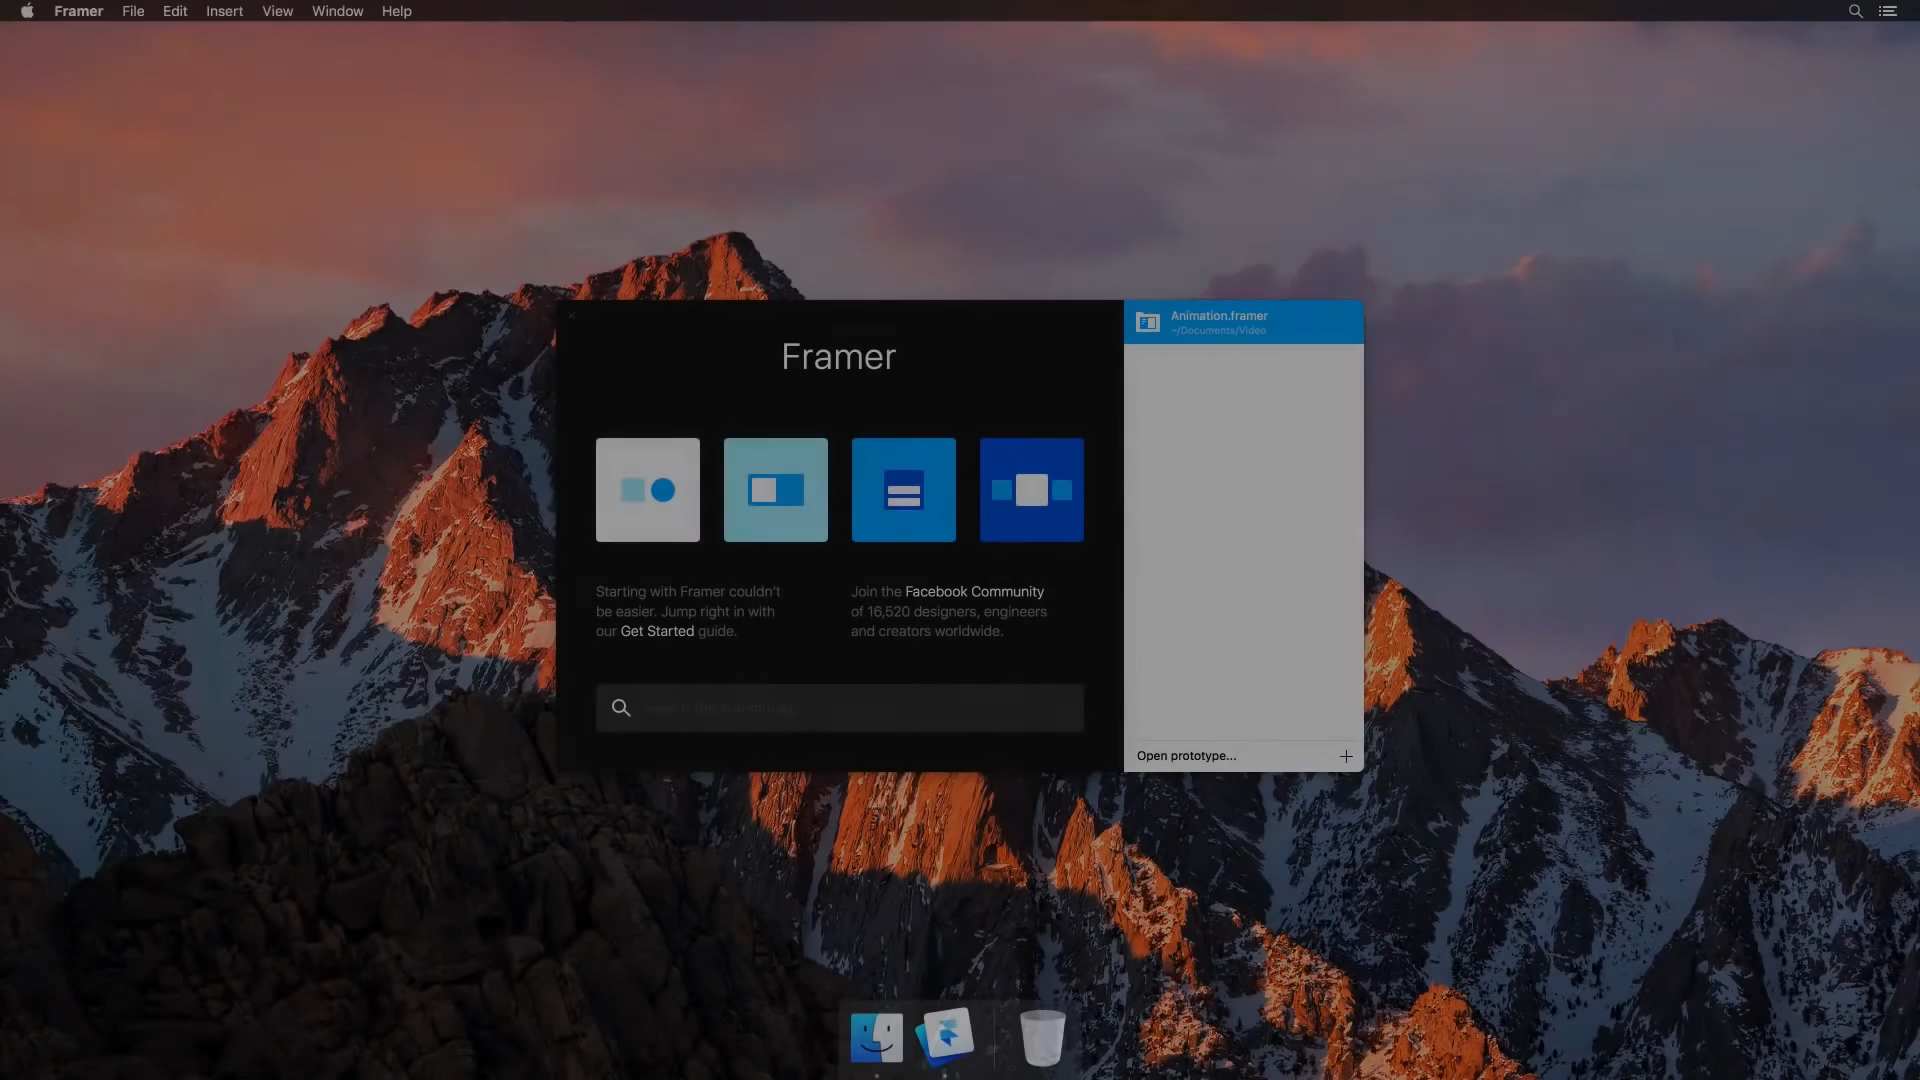 Framer File Edit Insert View Window Help
Framer
Animation.framer
~/Documents/Video
Starting with Framer couldn't
be easier. Jump right in with
our Get Started guide.
Join the Facebook Community
of 16,520 designers, engineers
and creators worldwide.
Open prototype...